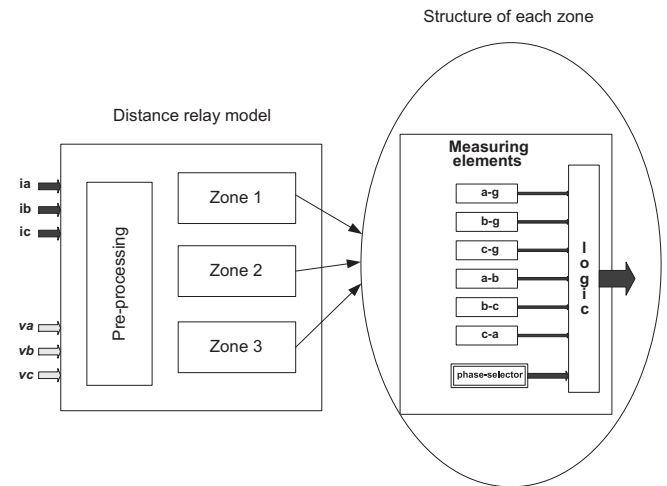 Structure of each zone
Distance relay model
ia
ib
ic
va
vb
vc
Pre-processing
Zone 1
Zone 2
Zone 3
Measuring
elements
a-g
b-g
c-g
a-b
b-c
c-a
phase-selector
logic